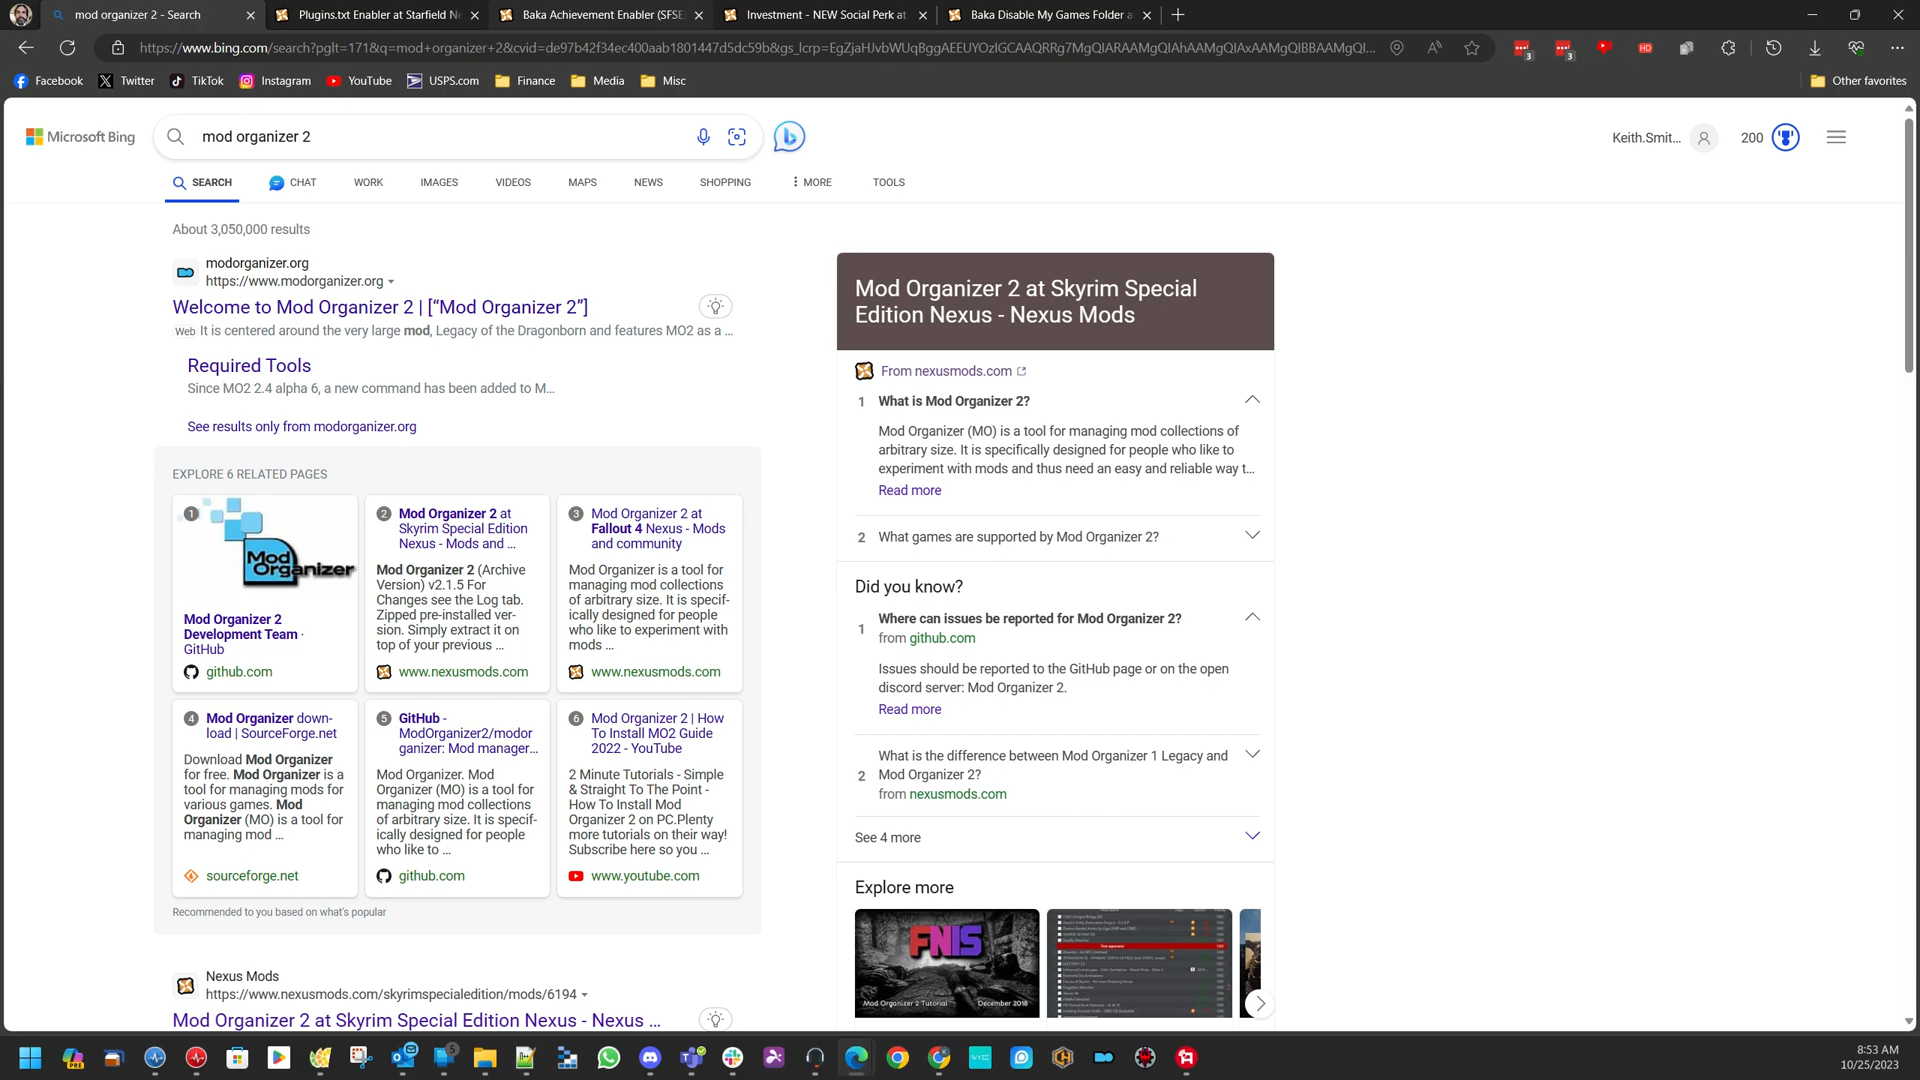 mod organizer 2 - Search
Plugins.txt Enabler at Starfield Ne
Baka Achievement Enabler (SFSE)
Investment - NEW Social Perk at
Baka Disable My Games Folder a
https://www.bing.com/search?pglt=171&q=mod+organizer+2&cvid=de97b42f34ec400aab1801447d5dc59b&gs_lcrp=EgZjaHJvbWUqBggAEEUYOzIGCAAQRRg7MgQIARAAMgQIAhAAMgQIAxAAMgQIBBAAMgQI...
3
3
HD
Facebook
Twitter
TikTok
Instagram
YouTube
USPS.com
Finance
Media
Misc
Other favorites
Microsoft Bing
mod organizer 2
Keith.Smit...
200
SEARCH
CHAT
WORK
IMAGES
VIDEOS
MAPS
NEWS
SHOPPING
MORE
TOOLS
About 3,050,000 results
modorganizer.org
https://www.modorganizer.org
Welcome to Mod Organizer 2 | [“Mod Organizer 2”]
Web It is centered around the very large mod, Legacy of the Dragonborn and features MO2 as a ...
Required Tools
Since MO2 2.4 alpha 6, a new command has been added to M...
See results only from modorganizer.org
EXPLORE 6 RELATED PAGES
1
Mod
Organizer
Mod Organizer 2
Development Team ·
GitHub
github.com
2 Mod Organizer 2 at
Skyrim Special Edition
Nexus - Mods and ...
Mod Organizer 2 (Archive
Version) v2.1.5 For
Changes see the Log tab.
Zipped pre-installed ver-
sion. Simply extract it on
top of your previous ...
www.nexusmods.com
3 Mod Organizer 2 at
Fallout 4 Nexus - Mods
and community
Mod Organizer is a tool for
managing mod collections
of arbitrary size. It is specif-
ically designed for people
who like to experiment with
mods ...
www.nexusmods.com
4 Mod Organizer down-
load | SourceForge.net
Download Mod Organizer
for free. Mod Organizer is a
tool for managing mods for
various games. Mod
Organizer (MO) is a tool for
managing mod ...
sourceforge.net
5 GitHub -
ModOrganizer2/modor
ganizer: Mod manager...
Mod Organizer. Mod
Organizer (MO) is a tool for
managing mod collections
of arbitrary size. It is specif-
ically designed for people
who like to ...
github.com
6 Mod Organizer 2 | How
To Install MO2 Guide
2022 - YouTube
2 Minute Tutorials - Simple
& Straight To The Point -
How To Install Mod
Organizer 2 on PC.Plenty
more tutorials on their way!
Subscribe here so you ...
www.youtube.com
Recommended to you based on what's popular
Nexus Mods
https://www.nexusmods.com/skyrimspecialedition/mods/6194
Mod Organizer 2 at Skyrim Special Edition Nexus - Nexus ...
Mod Organizer 2 at Skyrim Special
Edition Nexus - Nexus Mods
From nexusmods.com
1 What is Mod Organizer 2?
Mod Organizer (MO) is a tool for managing mod collections of
arbitrary size. It is specifically designed for people who like to
experiment with mods and thus need an easy and reliable way t...
Read more
2 What games are supported by Mod Organizer 2?
Did you know?
1 Where can issues be reported for Mod Organizer 2?
from github.com
Issues should be reported to the GitHub page or on the open
discord server: Mod Organizer 2.
Read more
2 What is the difference between Mod Organizer 1 Legacy and
Mod Organizer 2?
from nexusmods.com
See 4 more
Explore more
FNIS
Mod Organizer 2 Tutorial
December 2018
PRE
5
WYZE
8:53 AM
10/25/2023